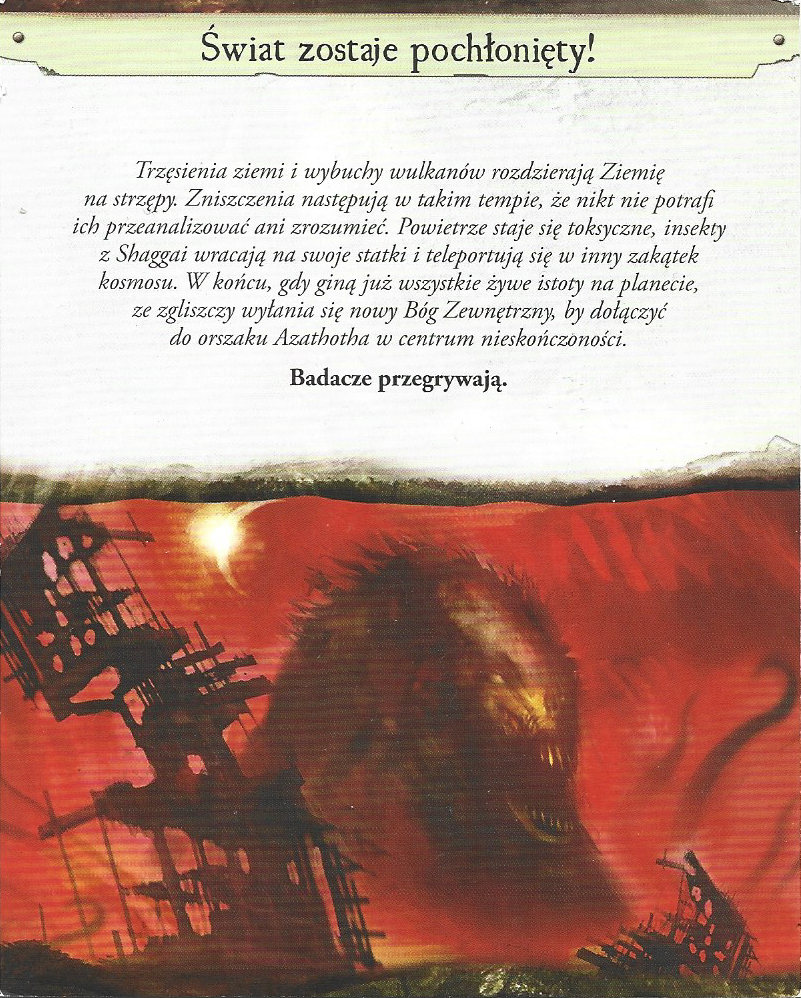 Świat zostaje pochłonięty!
Trzęsienia ziemi i wybuchy wulkanów rozdzierają Ziemię
na strzępy. Zniszczenia następują w takim tempie, że nikt nie potrafi
ich przeanalizować ani zrozumieć. Powietrze staje się toksyczne, insekty
z Shaggai wracają na swoje statki i teleportują się w inny zakątek
kosmosu. W końcu, gdy giną już wszystkie żywe istoty na planecie,
ze zgliszczy wyłania się nowy Bóg Zewnętrzny, by dołączyć
do orszaku Azathotha w centrum nieskończoności.
Badacze przegrywają.